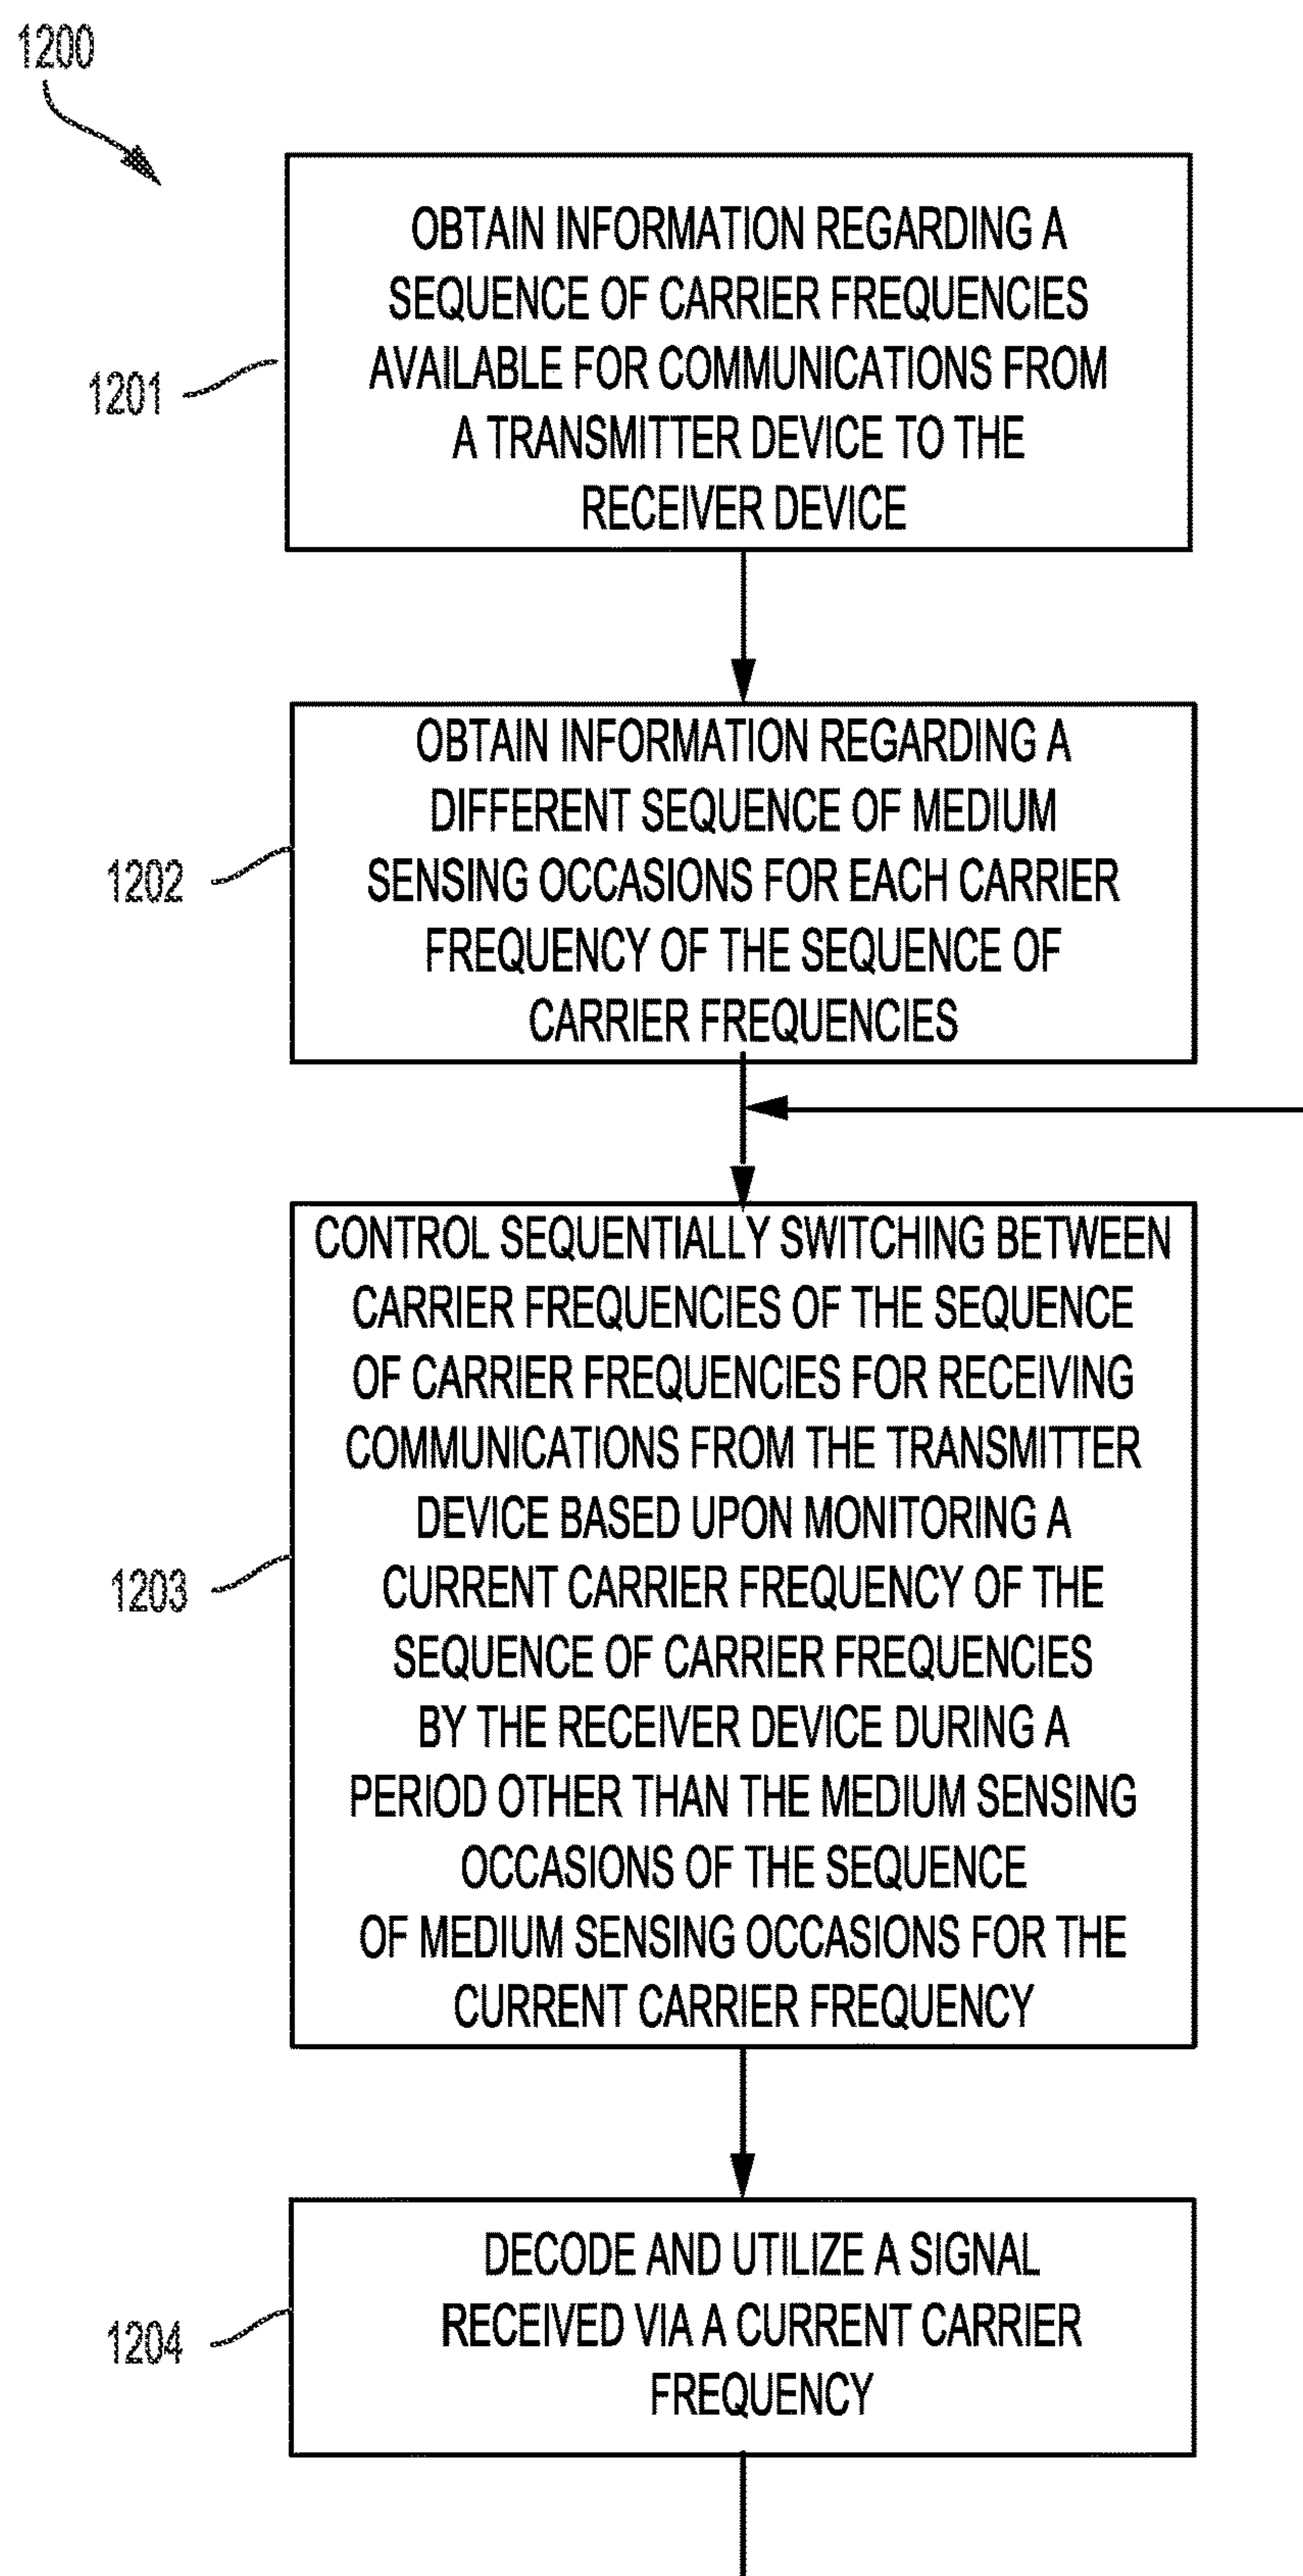 1200
OBTAIN INFORMATION REGARDING A
SEQUENCE OF CARRIER FREQUENCIES
AVAILABLE FOR COMMUNICATIONS FROM
A TRANSMITTER DEVICE TO THE
RECEIVER DEVICE
1201
OBTAIN INFORMATION REGARDING A
DIFFERENT SEQUENCE OF MEDIUM
SENSING OCCASIONS FOR EACH CARRIER
FREQUENCY OF THE SEQUENCE OF
CARRIER FREQUENCIES
1202
CONTROL SEQUENTIALLY SWITCHING BETWEEN
CARRIER FREQUENCIES OF THE SEQUENCE
OF CARRIER FREQUENCIES FOR RECEIVING
COMMUNICATIONS FROM THE TRANSMITTER
DEVICE BASED UPON MONITORING A
CURRENT CARRIER FREQUENCY OF THE
SEQUENCE OF CARRIER FREQUENCIES
BY THE RECEIVER DEVICE DURING A
PERIOD OTHER THAN THE MEDIUM SENSING
OCCASIONS OF THE SEQUENCE
OF MEDIUM SENSING OCCASIONS FOR THE
CURRENT CARRIER FREQUENCY
1203
DECODE AND UTILIZE A SIGNAL
RECEIVED VIA A CURRENT CARRIER
FREQUENCY
1204